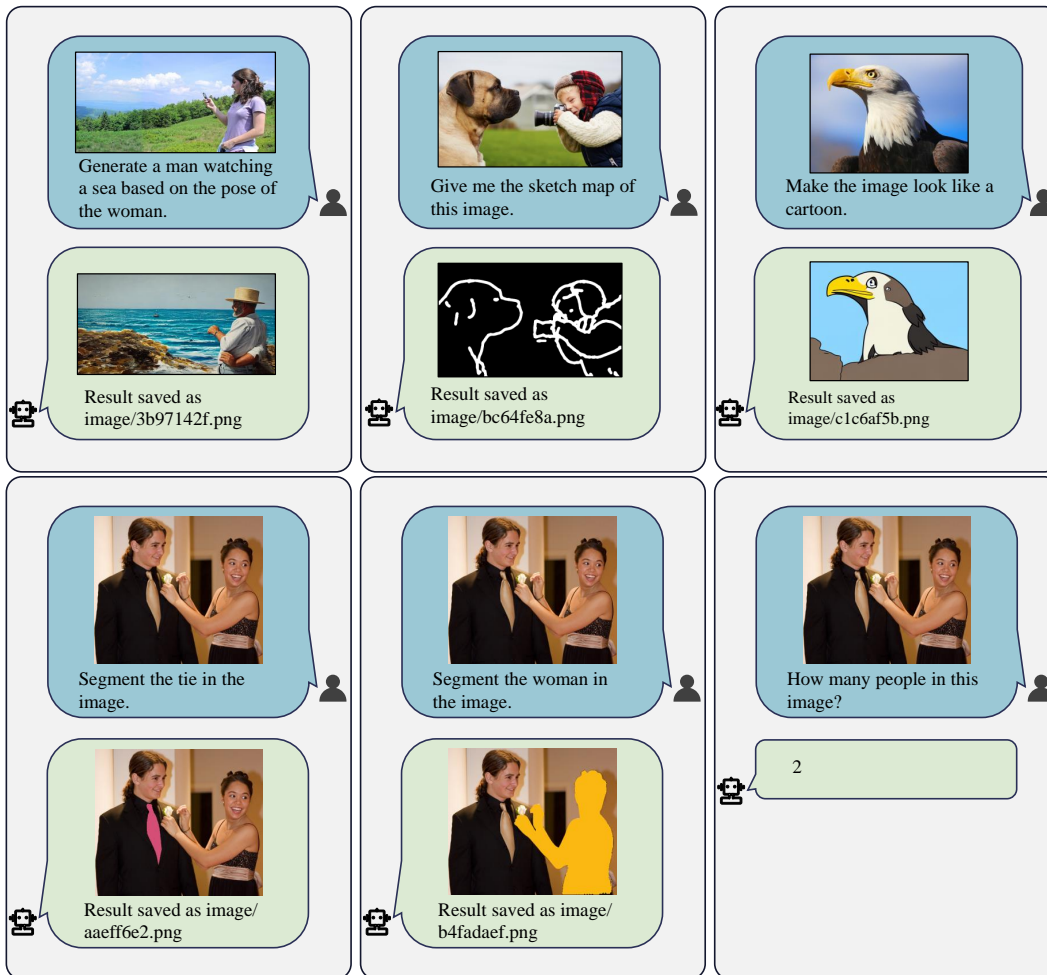 Generate a man watching
a sea based on the pose of
the woman.
Result saved as
image/3b97142f.png
Give me the sketch map of
this image.
Result saved as
image/bc64fe8a.png
Make the image look like a
cartoon.
Result saved as
image/c1c6af5b.png
Segment the tie in the
image.
Result saved as image/
aaeff6e2.png
Segment the woman in
the image.
Result saved as image/
b4fadaef.png
How many people in this
image?
2